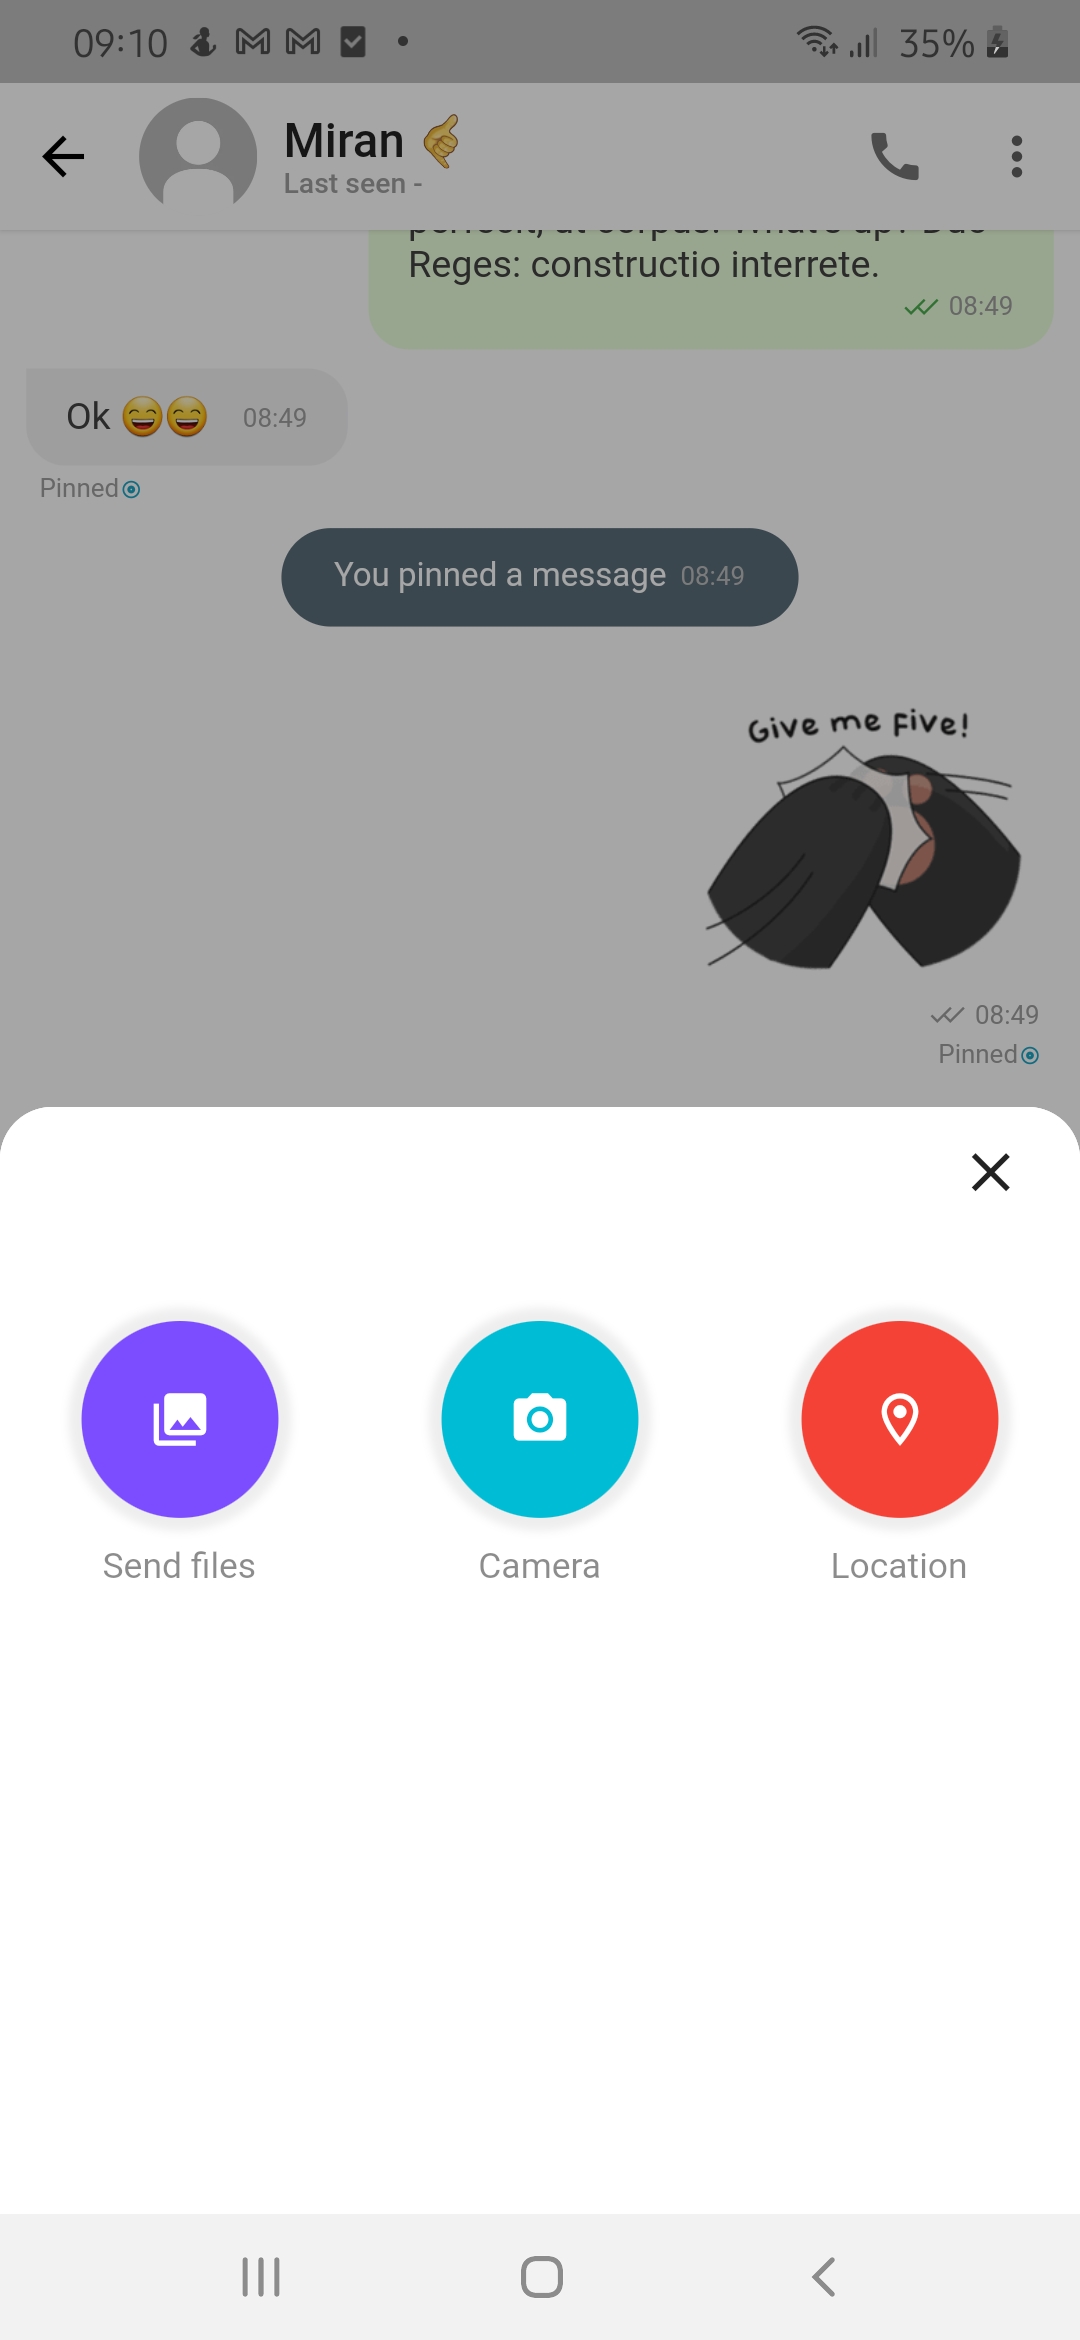 09:10
35%
Miran
Last seen -
Reges: constructio interrete.
08:49
Ok 😄😄 08:49
Pinned
You pinned a message 08:49
Give me Five!
08:49
Pinned
Send files
Camera
Location